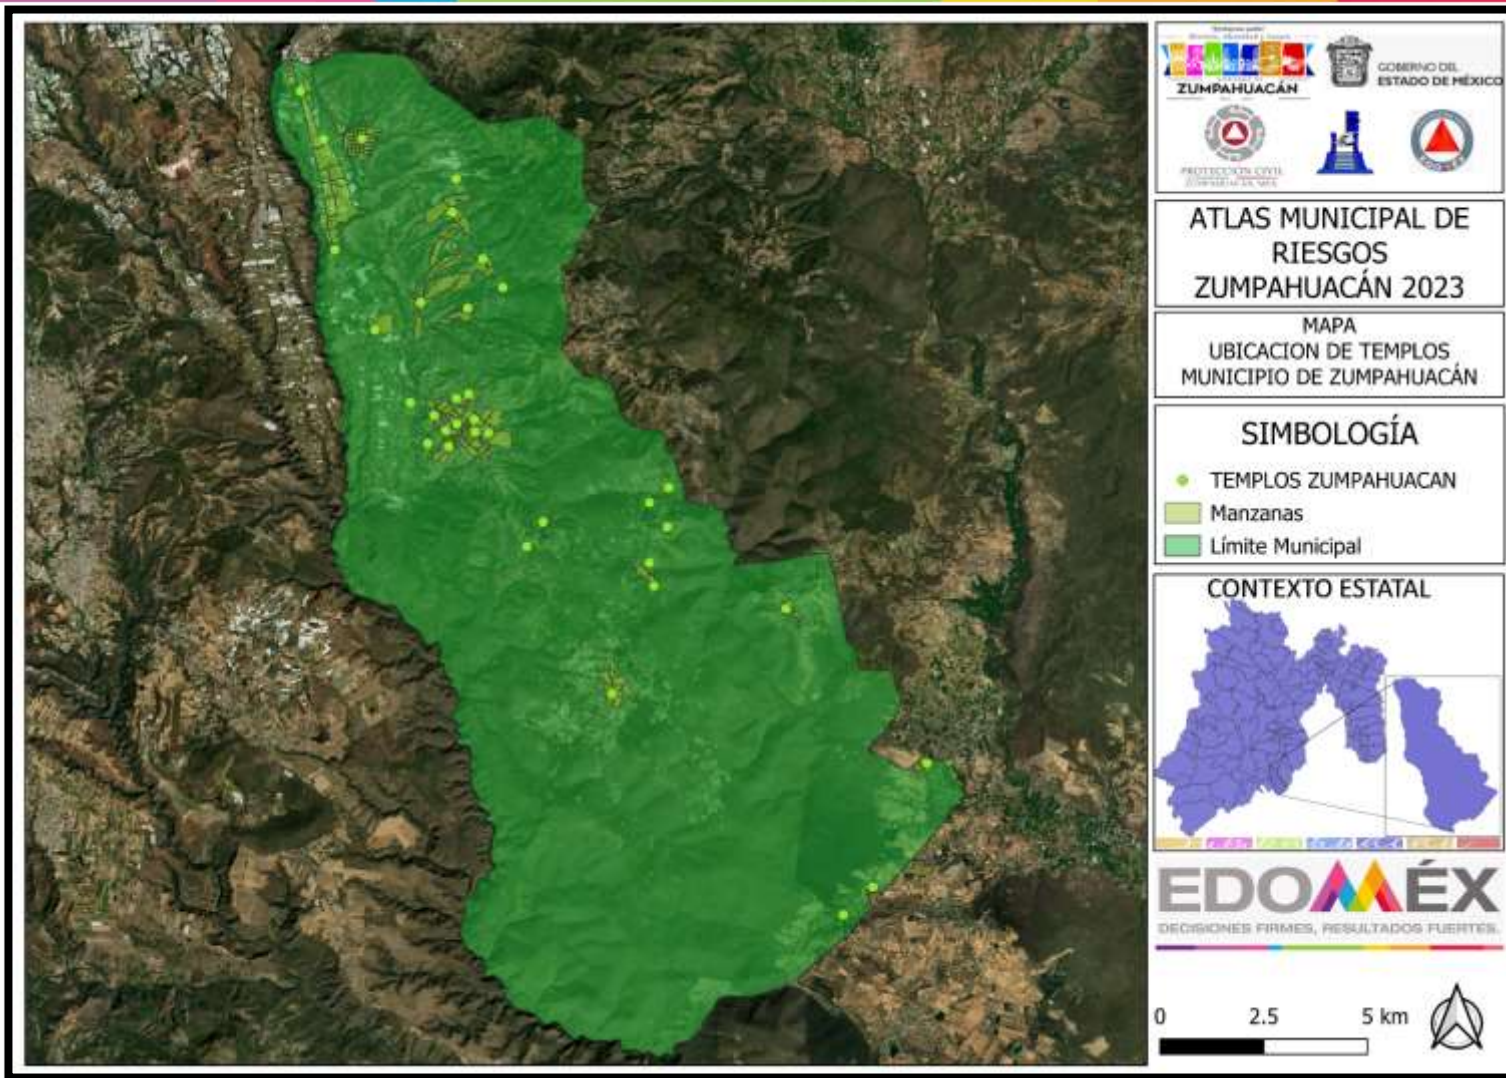 ZUMPAHUACÁN
GOBIERNO DEL
ESTADO DE MÉXICO
PROTECCIÓN CIVIL
ZUMPAHUACÁN, MÉX.
ATLAS MUNICIPAL DE
RIESGOS
ZUMPAHUACÁN 2023
MAPA
UBICACION DE TEMPLOS
MUNICIPIO DE ZUMPAHUACÁN
SIMBOLOGÍA
TEMPLOS ZUMPAHUACAN
Manzanas
Límite Municipal
CONTEXTO ESTATAL
EDOMÉX
DECISIONES FIRMES, RESULTADOS FUERTES.
0 2.5 5 km